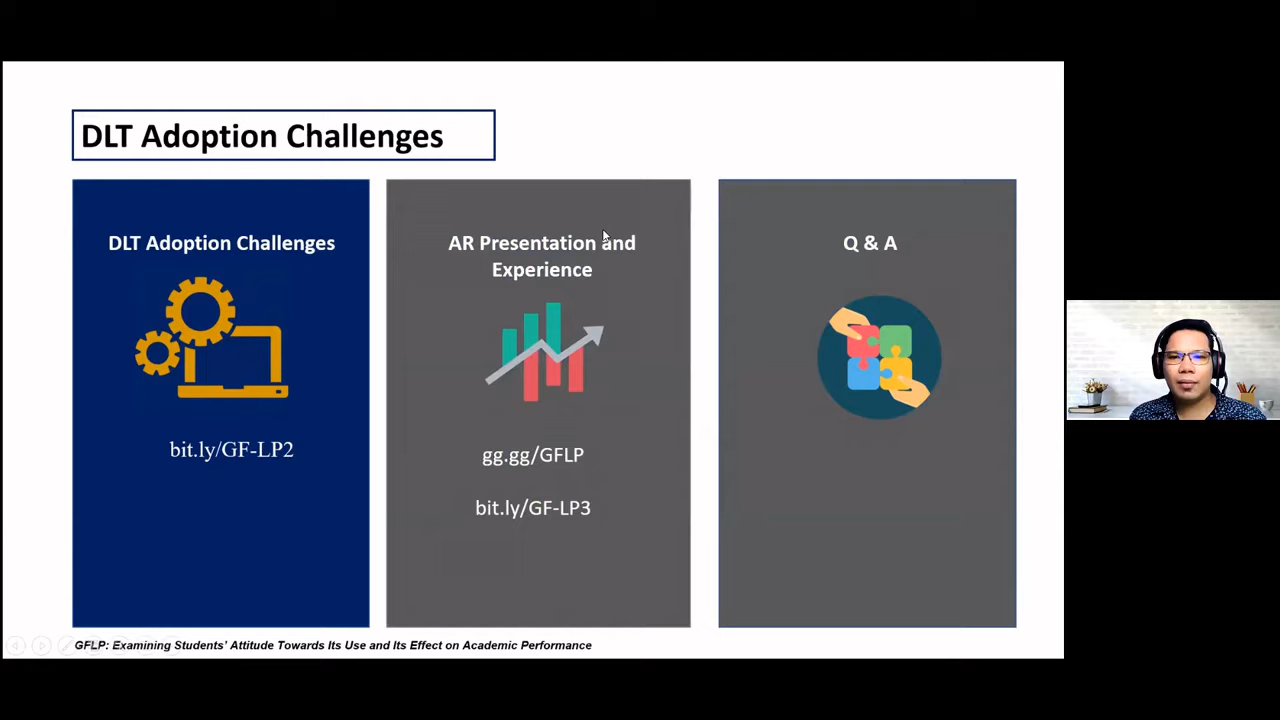 DLT Adoption Challenges
DLT Adoption Challenges
bit.ly/GF-LP2
AR Presentation and
Experience
gg.gg/GFLP
bit.ly/GF-LP3
Q & A
GFLP: Examining Students' Attitude Towards Its Use and Its Effect on Academic Performance